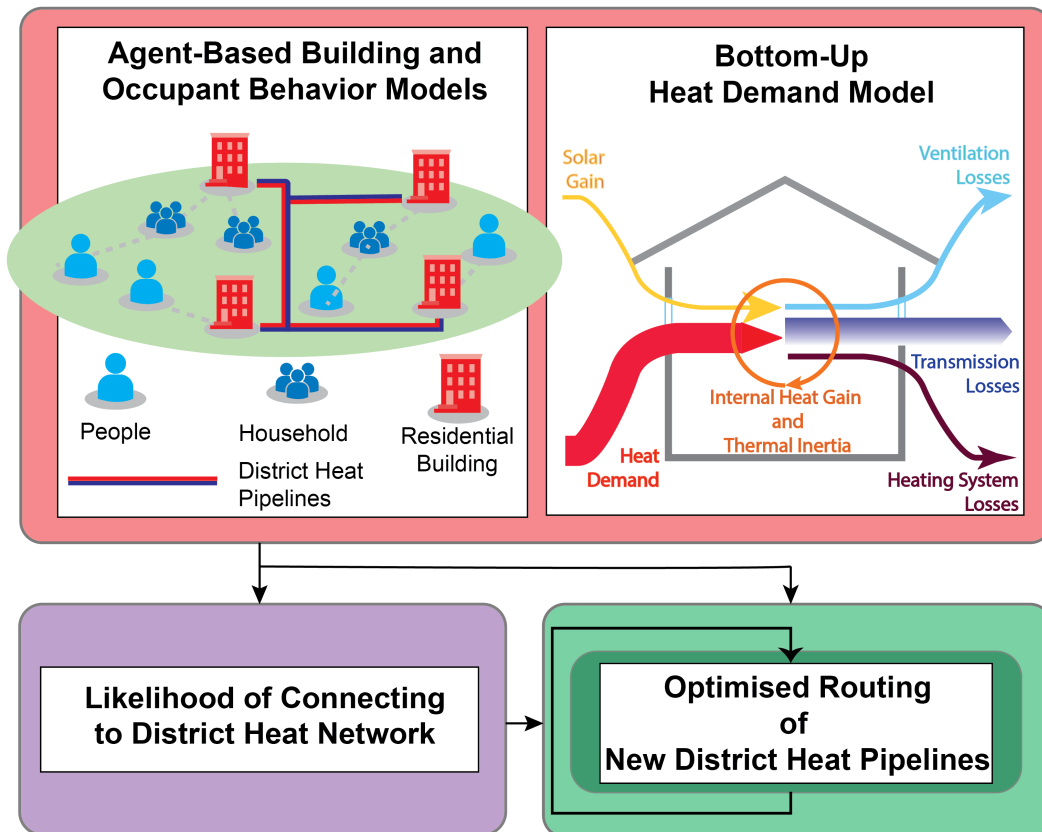 Agent-Based Building and
Occupant Behavior Models
People
Household
Residential
Building
District Heat
Pipelines
Bottom-Up
Heat Demand Model
Solar
Gain
Ventilation
Losses
Transmission
Losses
Internal Heat Gain
and
Thermal Inertia
Heat
Demand
Heating System
Losses
Likelihood of Connecting
to District Heat Network
Optimised Routing
of
New District Heat Pipelines